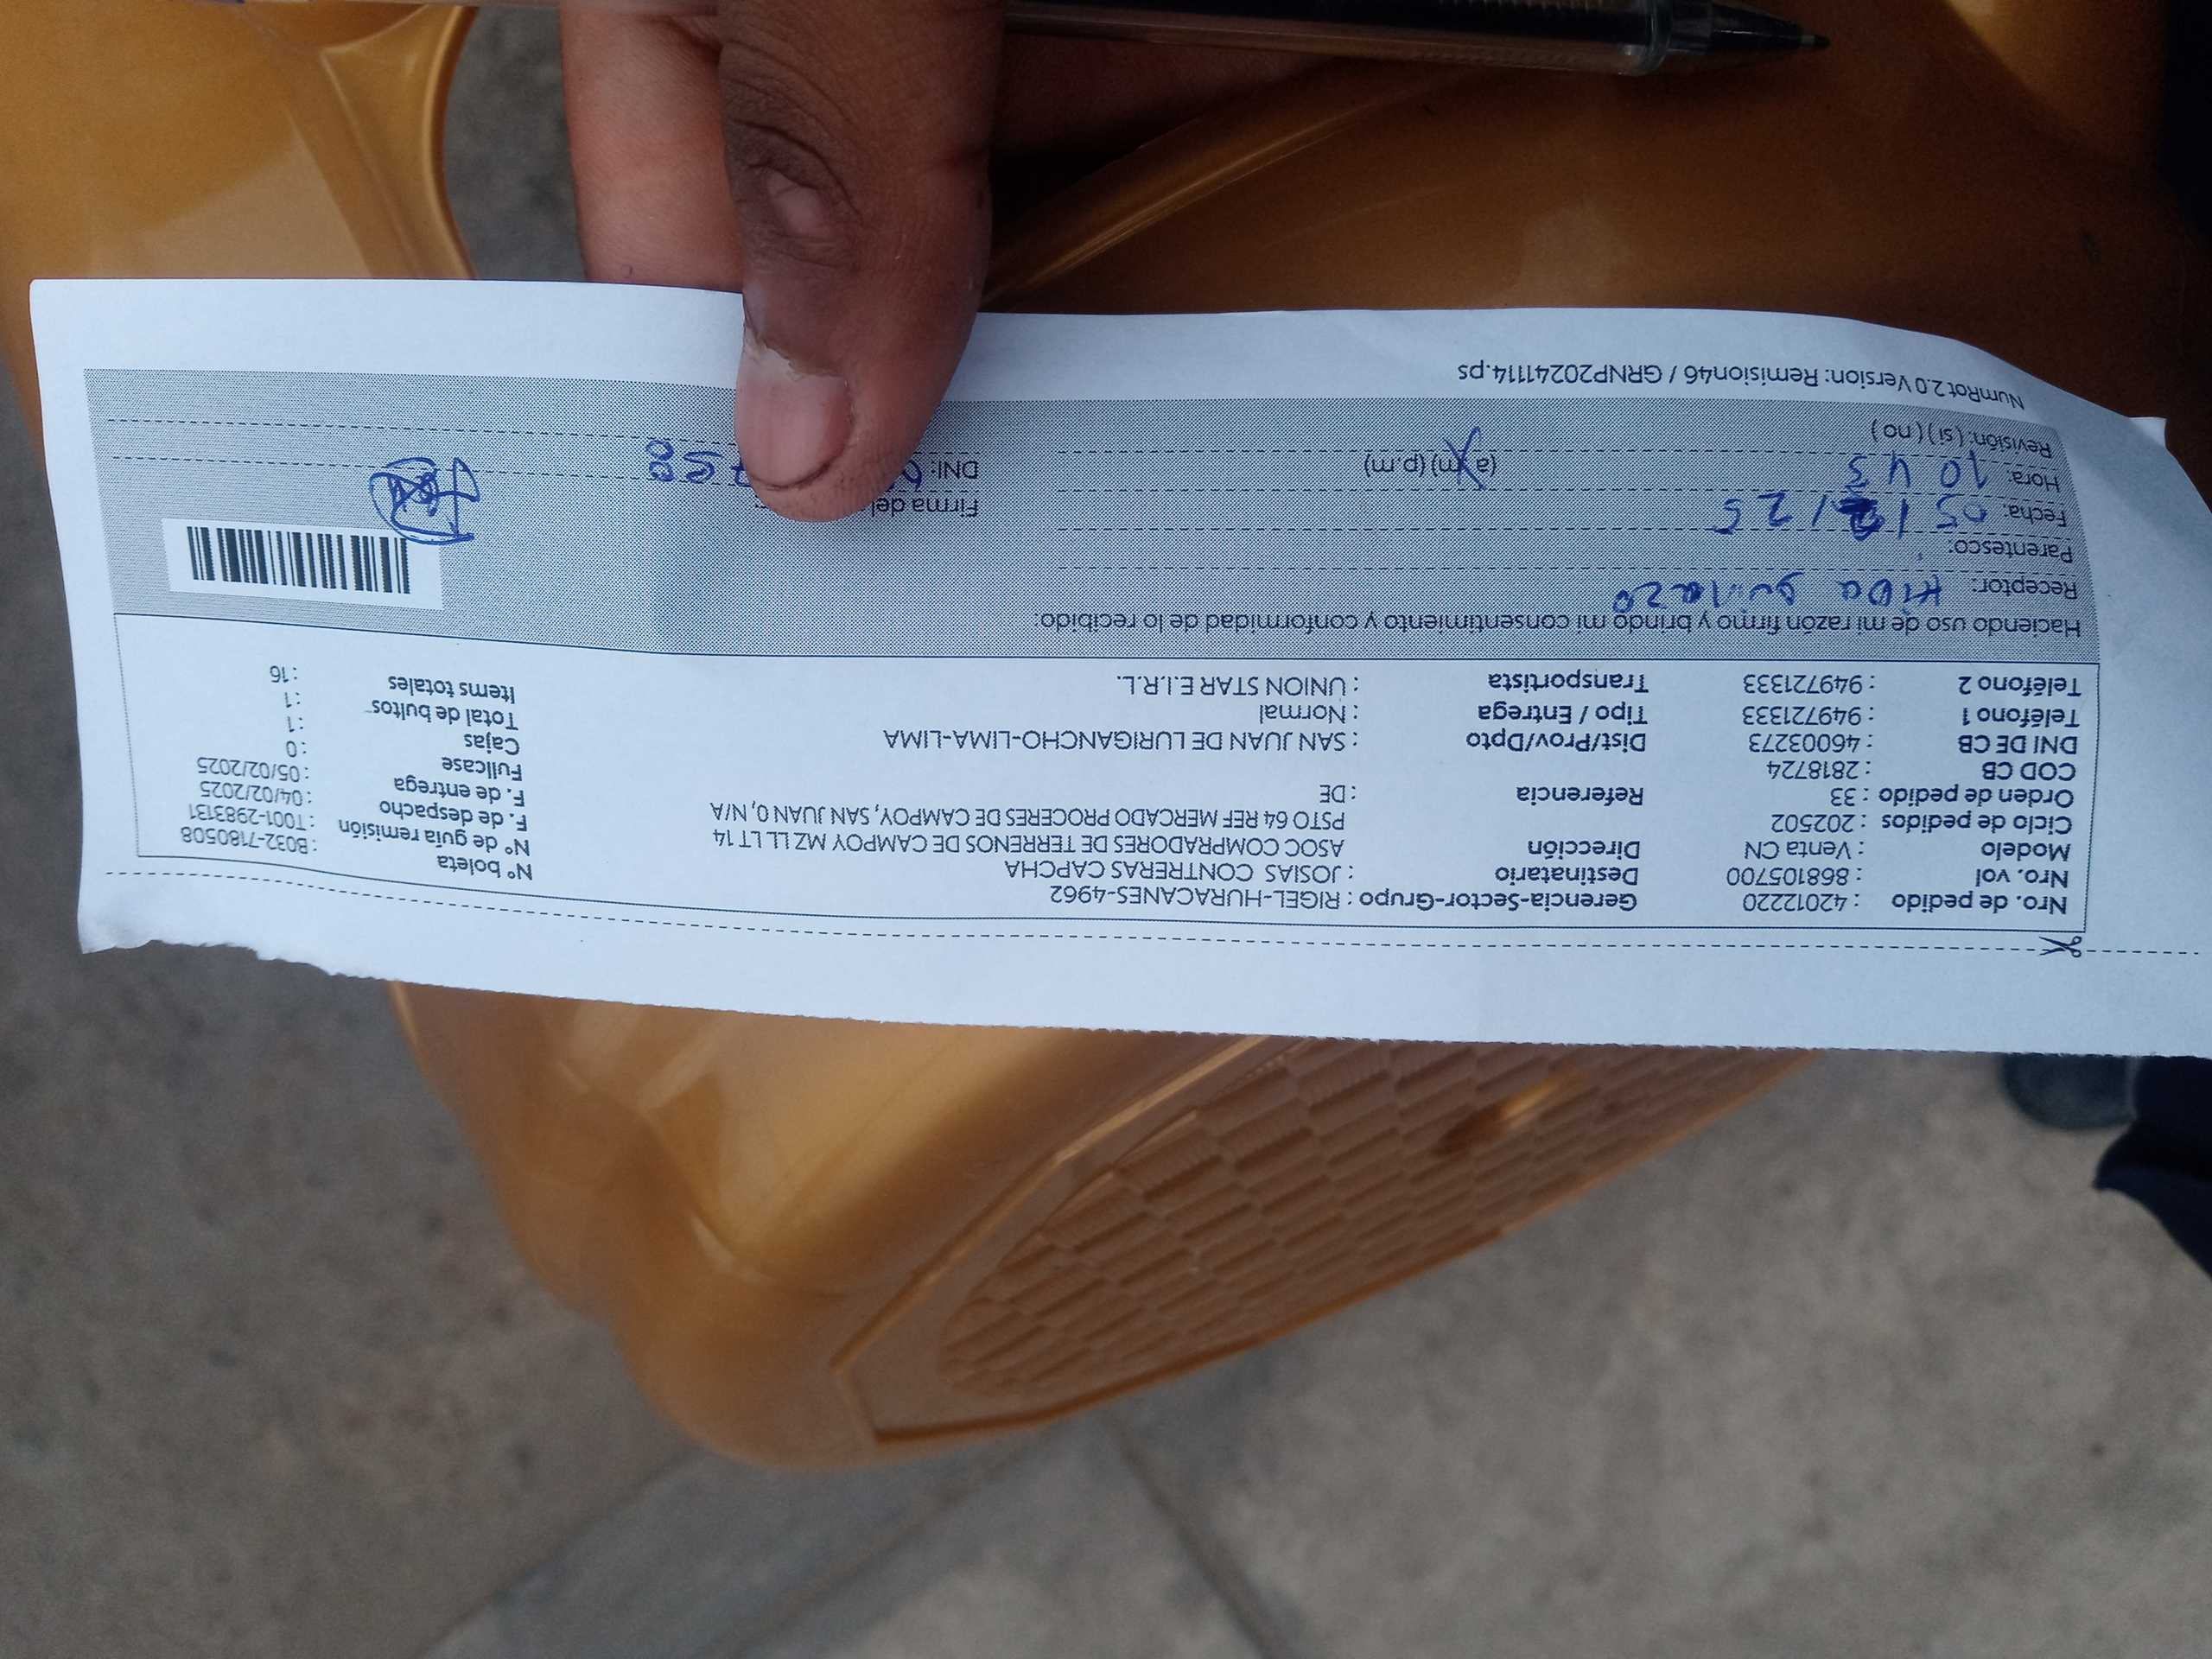 Nro. de pedido : 42012220 Gerencia-Sector-Grupo : RIGEL-HURACANES-4962
Nro. vol : 868105700 Destinatario : JOSIAS CONTRERAS CAPCHA N° boleta : B032-7180508
Modelo : Venta CN Dirección ASOC COMPRADORES DE TERRENOS DE CAMPOY MZ LL LT 14 N° de guía remisión : T001-2983131
Ciclo de pedidos : 202502 PSTO 64 REF MERCADO PROCERES DE CAMPOY, SAN JUAN 0, N/A F. de despacho : 04/02/2025
Orden de pedido : 33 Referencia : DE F. de entrega : 05/02/2025
COD CB : 2818724 Fullcase : 0
DNI DE CB : 46003273 Dist/Prov/Dpto : SAN JUAN DE LURIGANCHO-LIMA-LIMA Cajas : 1
Teléfono 1 : 949721333 Tipo / Entrega : Normal Total de bultos : 1
Teléfono 2 : 949721333 Transportista : UNION STAR E.I.R.L. Items totales : 16
Haciendo uso de mi razón firmo y brindo mi consentimiento y conformidad de lo recibido:
Receptor:
Parentesco:
Fecha: 05/ /25 Firma del
Hora: 10 43 (a.m) (p.m) DNI:
Revisión: (si) (no)
NumRot 2.0 Version: Remision46 / GRNP20241114.ps